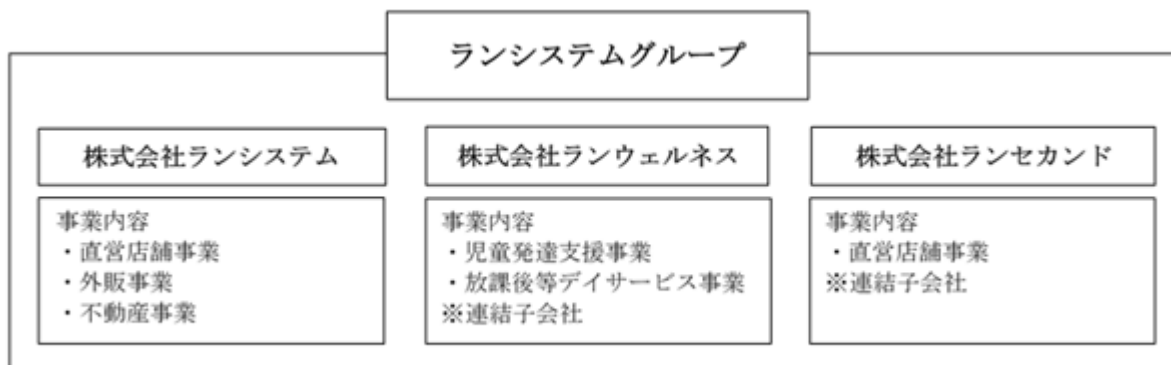 ランシステムグループ
株式会社ランシステム
事業内容
・直営店舗事業
・外販事業
・不動産事業
株式会社ランウェルネス
事業内容
・児童発達支援事業
・放課後等デイサービス事業
※連結子会社
株式会社ランセカンド
事業内容
・直営店舗事業
※連結子会社